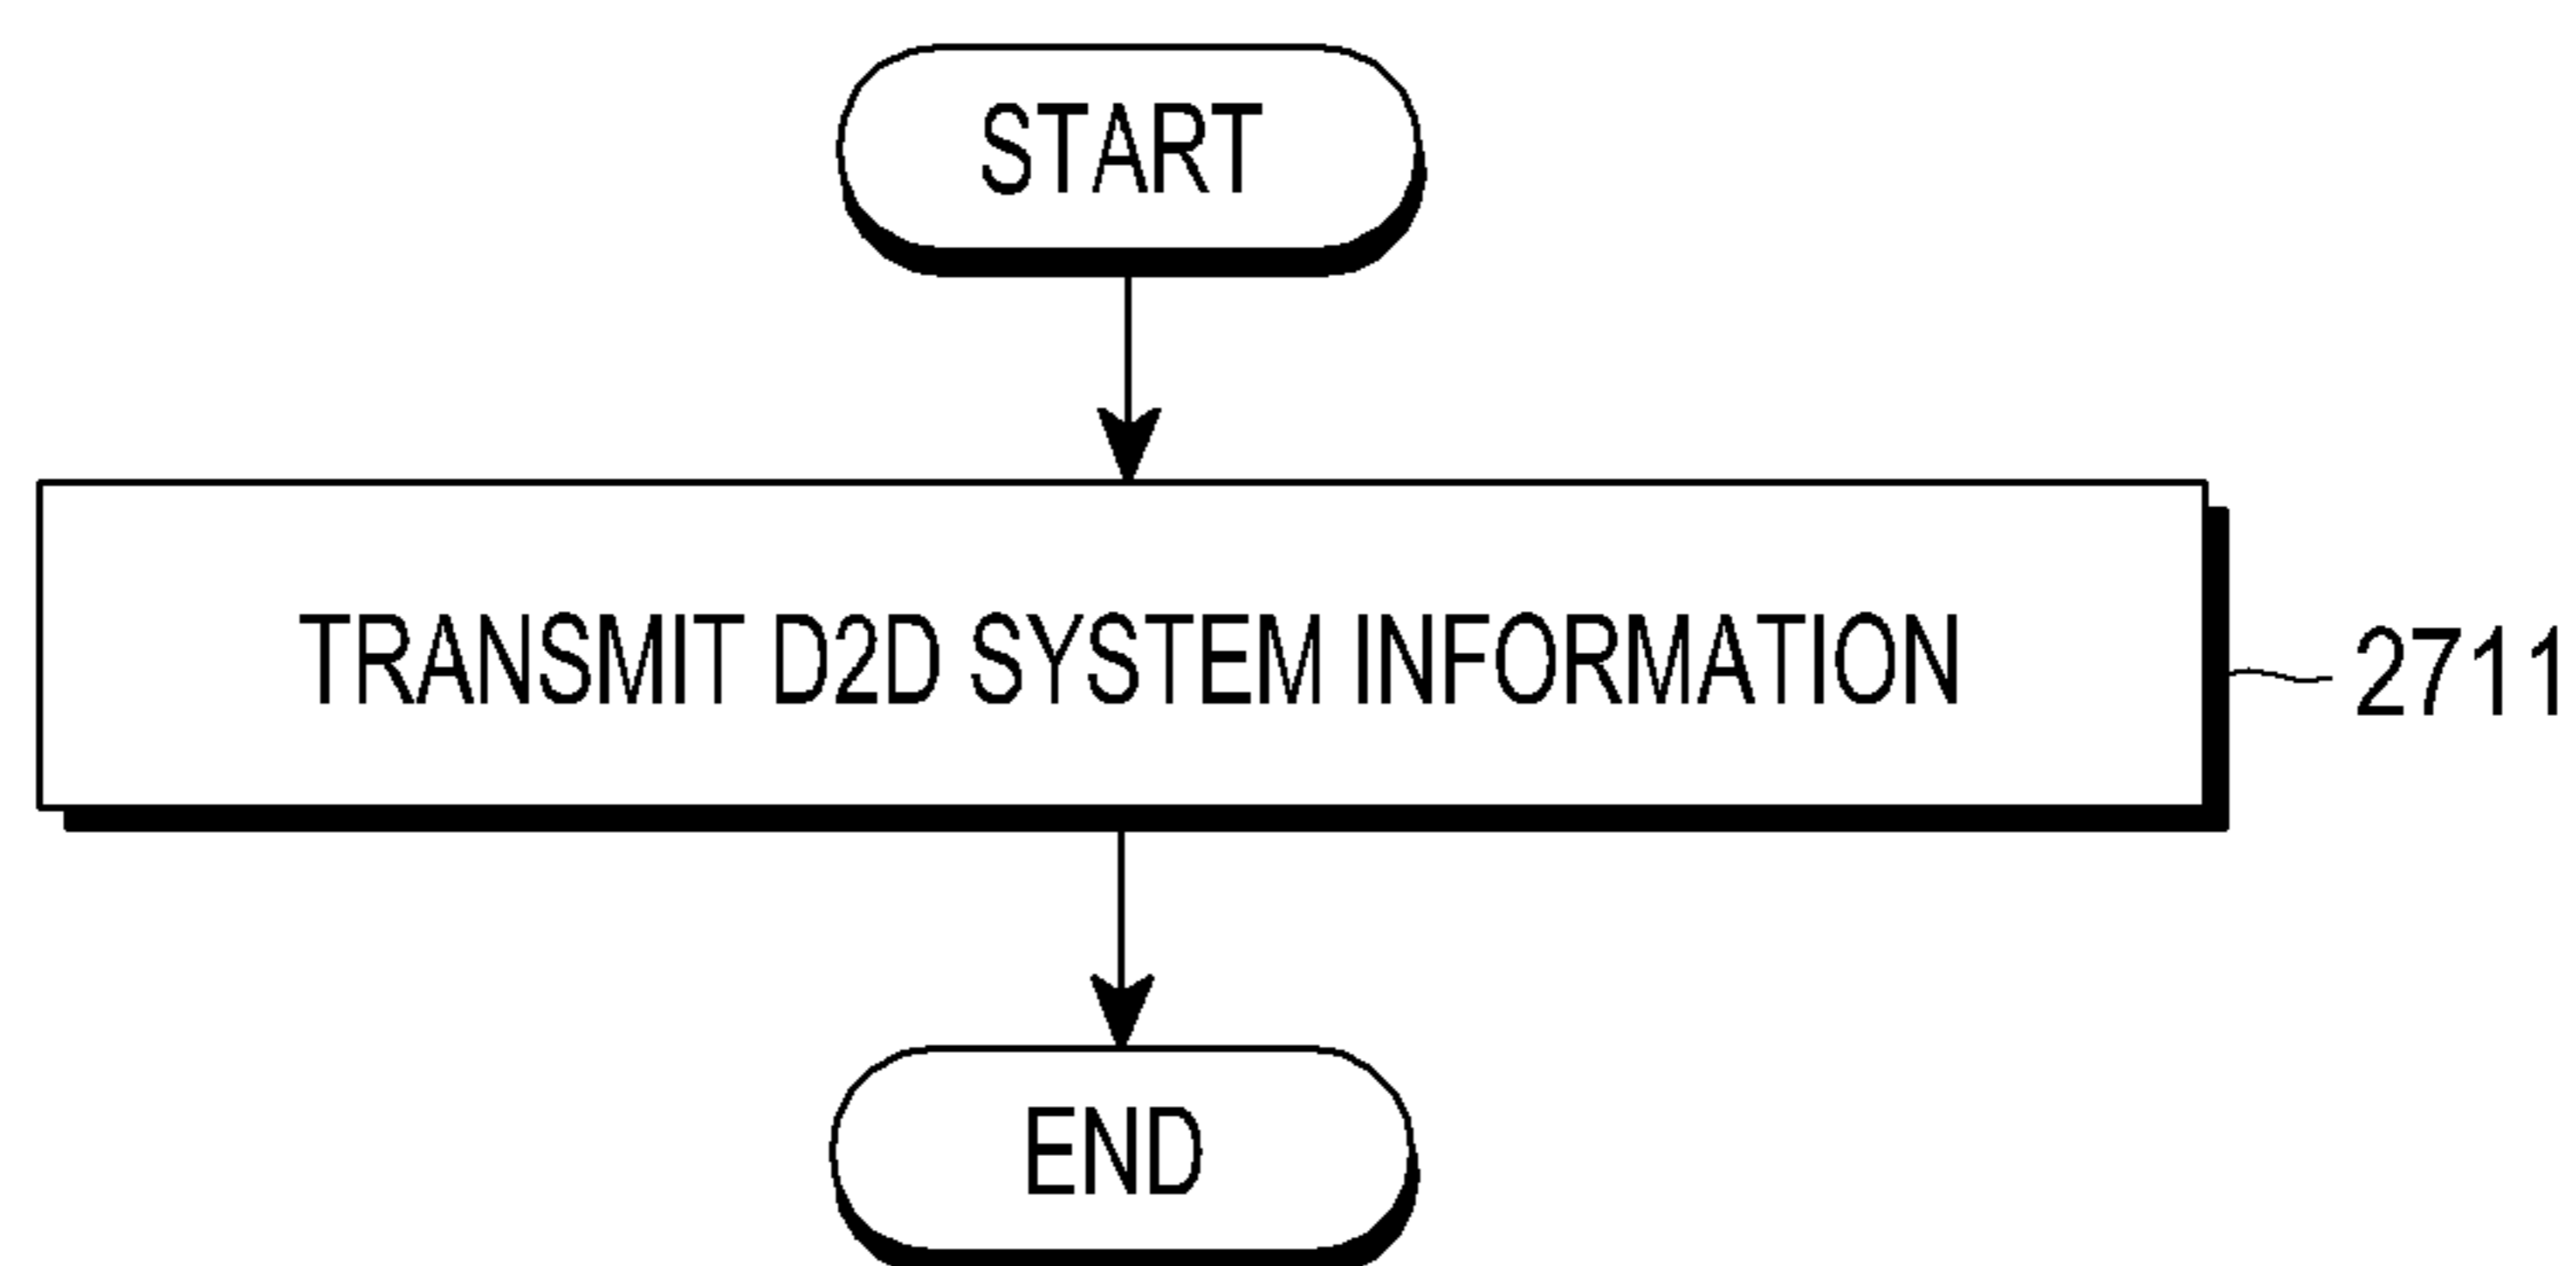 START
TRANSMIT D2D SYSTEM INFORMATION
2711
END